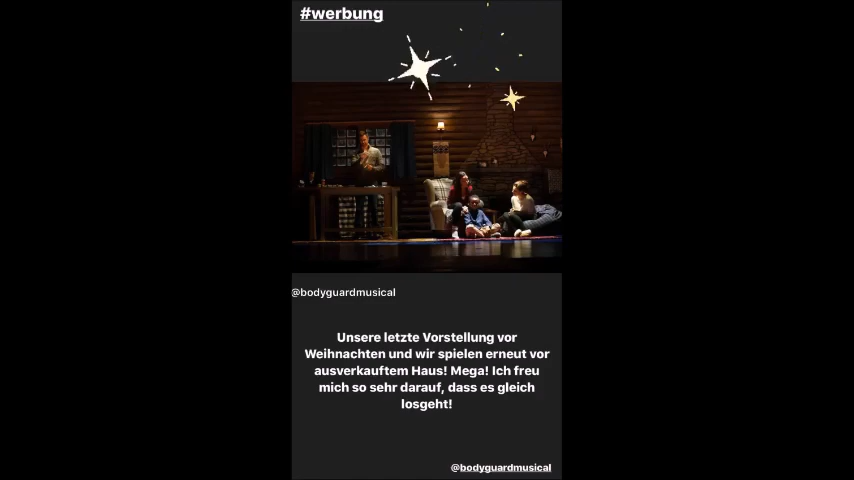 #werbung
@bodyguardmusical
Unsere letzte Vorstellung vor
Weihnachten und wir spielen erneut vor
ausverkauftem Haus! Mega! Ich freu
mich so sehr darauf, dass es gleich
losgeht!
@bodyguardmusical